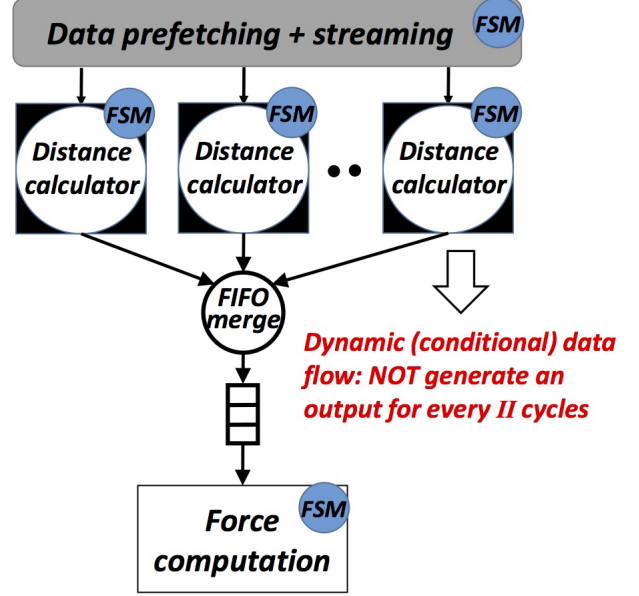 Data prefetching + streaming
FSM
FSM
FSM
FSM
Distance
calculator
Distance
calculator
Distance
calculator
FIFO
merge
Dynamic (conditional) data
flow: NOT generate an
output for every II cycles
FSM
Force
computation